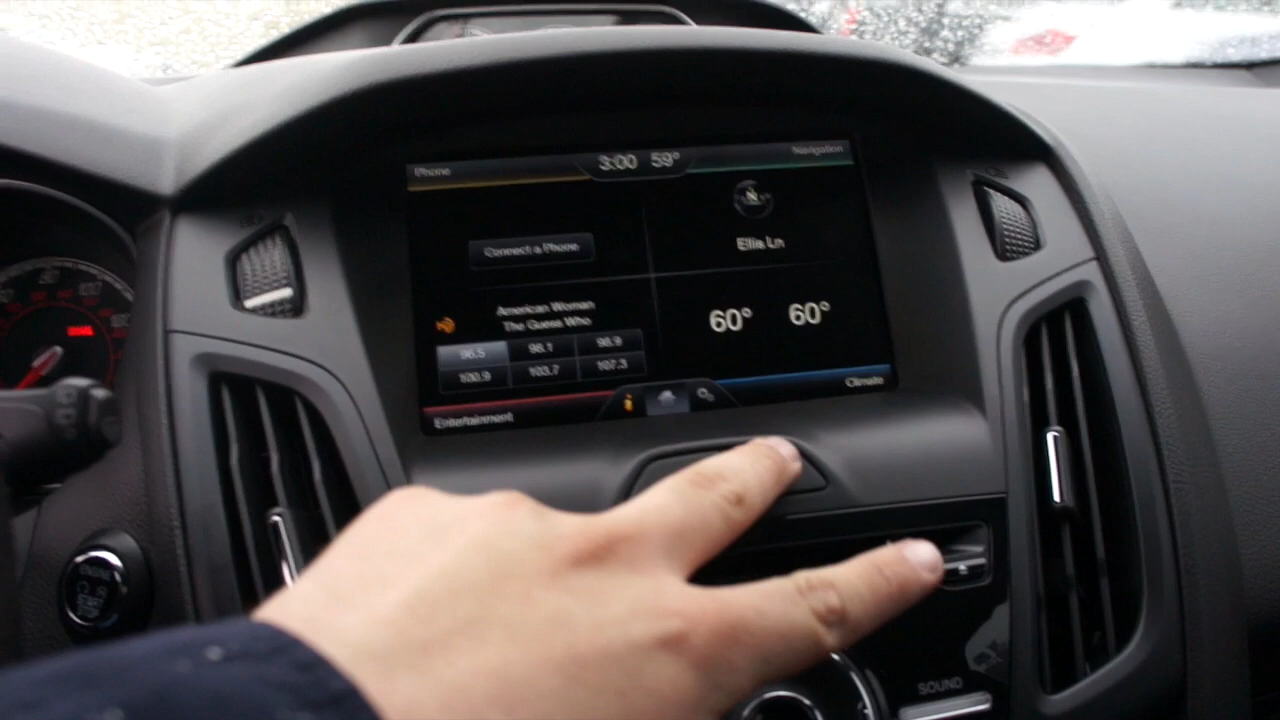 Phone
3:00 59°
Navigation
N
Connect a Phone
Ellis Ln
American Woman
The Guess Who
96.5 98.1 98.9
100.9 103.7 107.3
60° 60°
Entertainment
Climate
SOUND